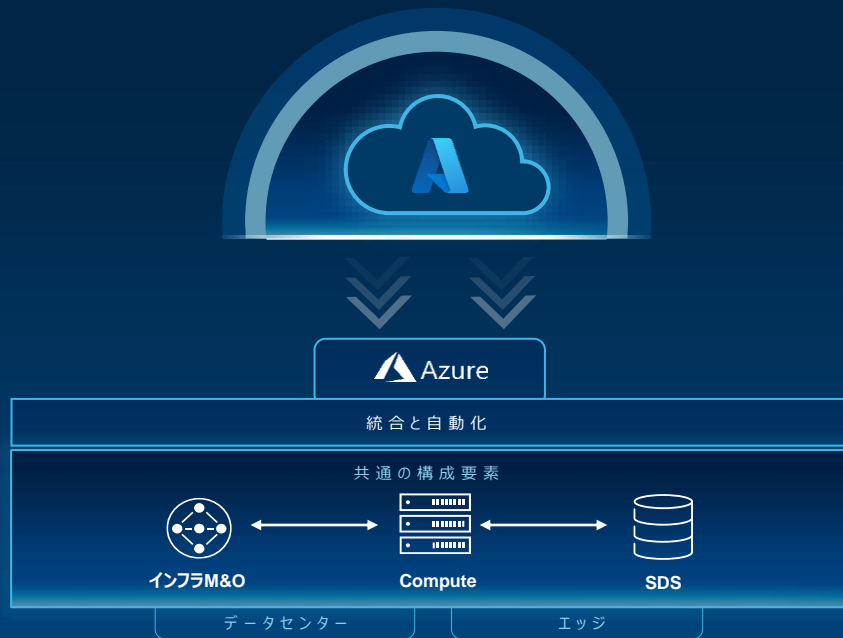 Azure
統合と自動化
共通の構成要素
インフラM&O
Compute
SDS
データセンター
エッジ